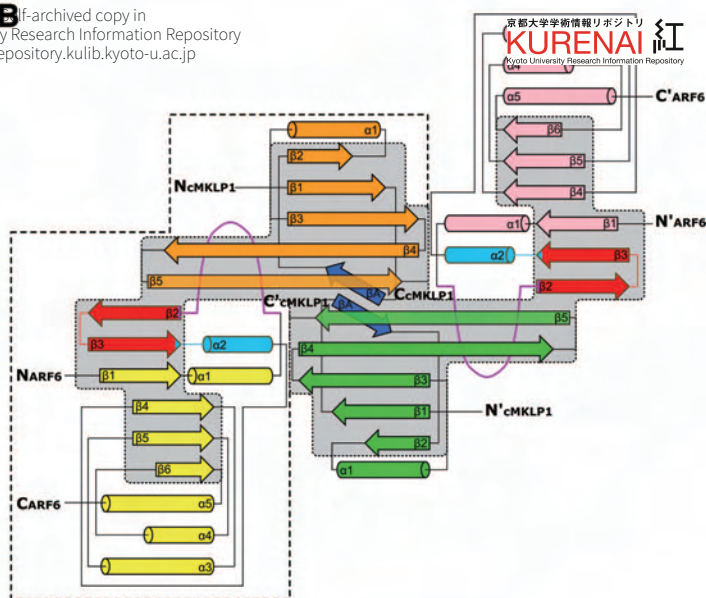 B
lf-archived copy in
y Research Information Repository
epository.kulib.kyoto-u.ac.jp
京都大学学術情報リポジトリ
KURENAI 紅
Kyoto University Research Information Repository
α4
α5
C'ARF6
β6
β5
β4
α1
β1
N'ARF6
α2
β3
β2
α1
β2
NCMKLP1
β1
β3
β4
β5
βA
CCMKLP1
C'CMKLP1
βA
β5
β4
β3
β1
N'CMKLP1
β2
α1
β2
β3
α2
NARF6
β1
α1
β4
β5
β6
CARF6
α5
α4
α3